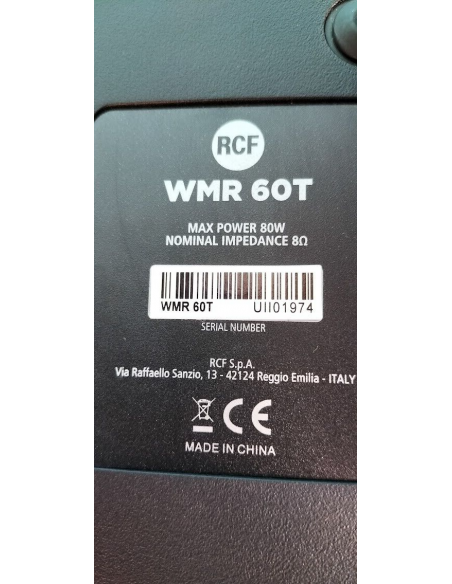 RCF
WMR 60T
MAX POWER 80W
NOMINAL IMPEDANCE 8Ω
WMR 60T UII01974
SERIAL NUMBER
RCF S.p.A.
Via Raffaello Sanzio, 13 - 42124 Reggio Emilia - ITALY
CE
MADE IN CHINA